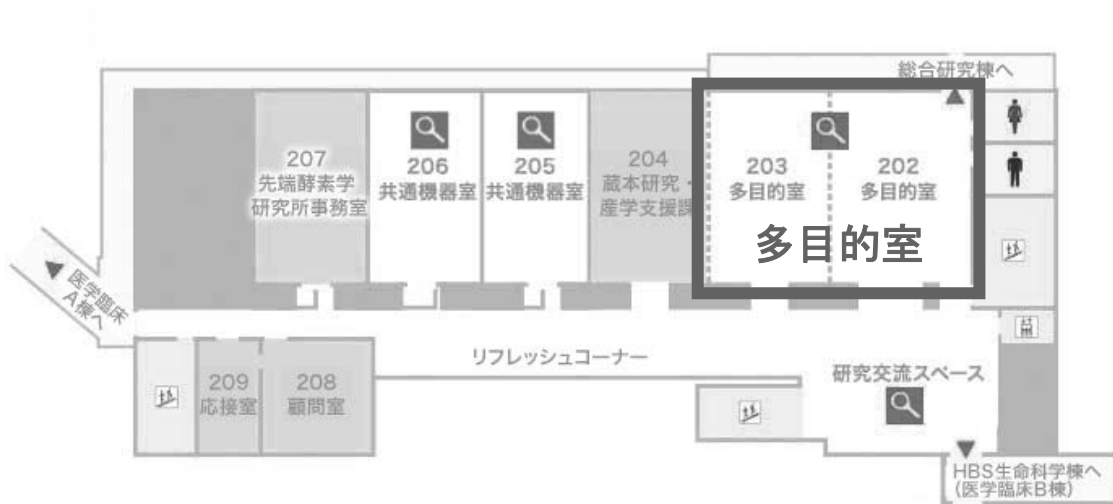 総合研究棟へ
207
先端酵素学
研究所事務室
206
共通機器室
205
共通機器室
204
蔵本研究・
産学支援課
203
多目的室
202
多目的室
多目的室
医学臨床
A棟へ
リフレッシュコーナー
209
応接室
208
顧問室
研究交流スペース
HBS生命科学棟へ
(医学臨床B棟)